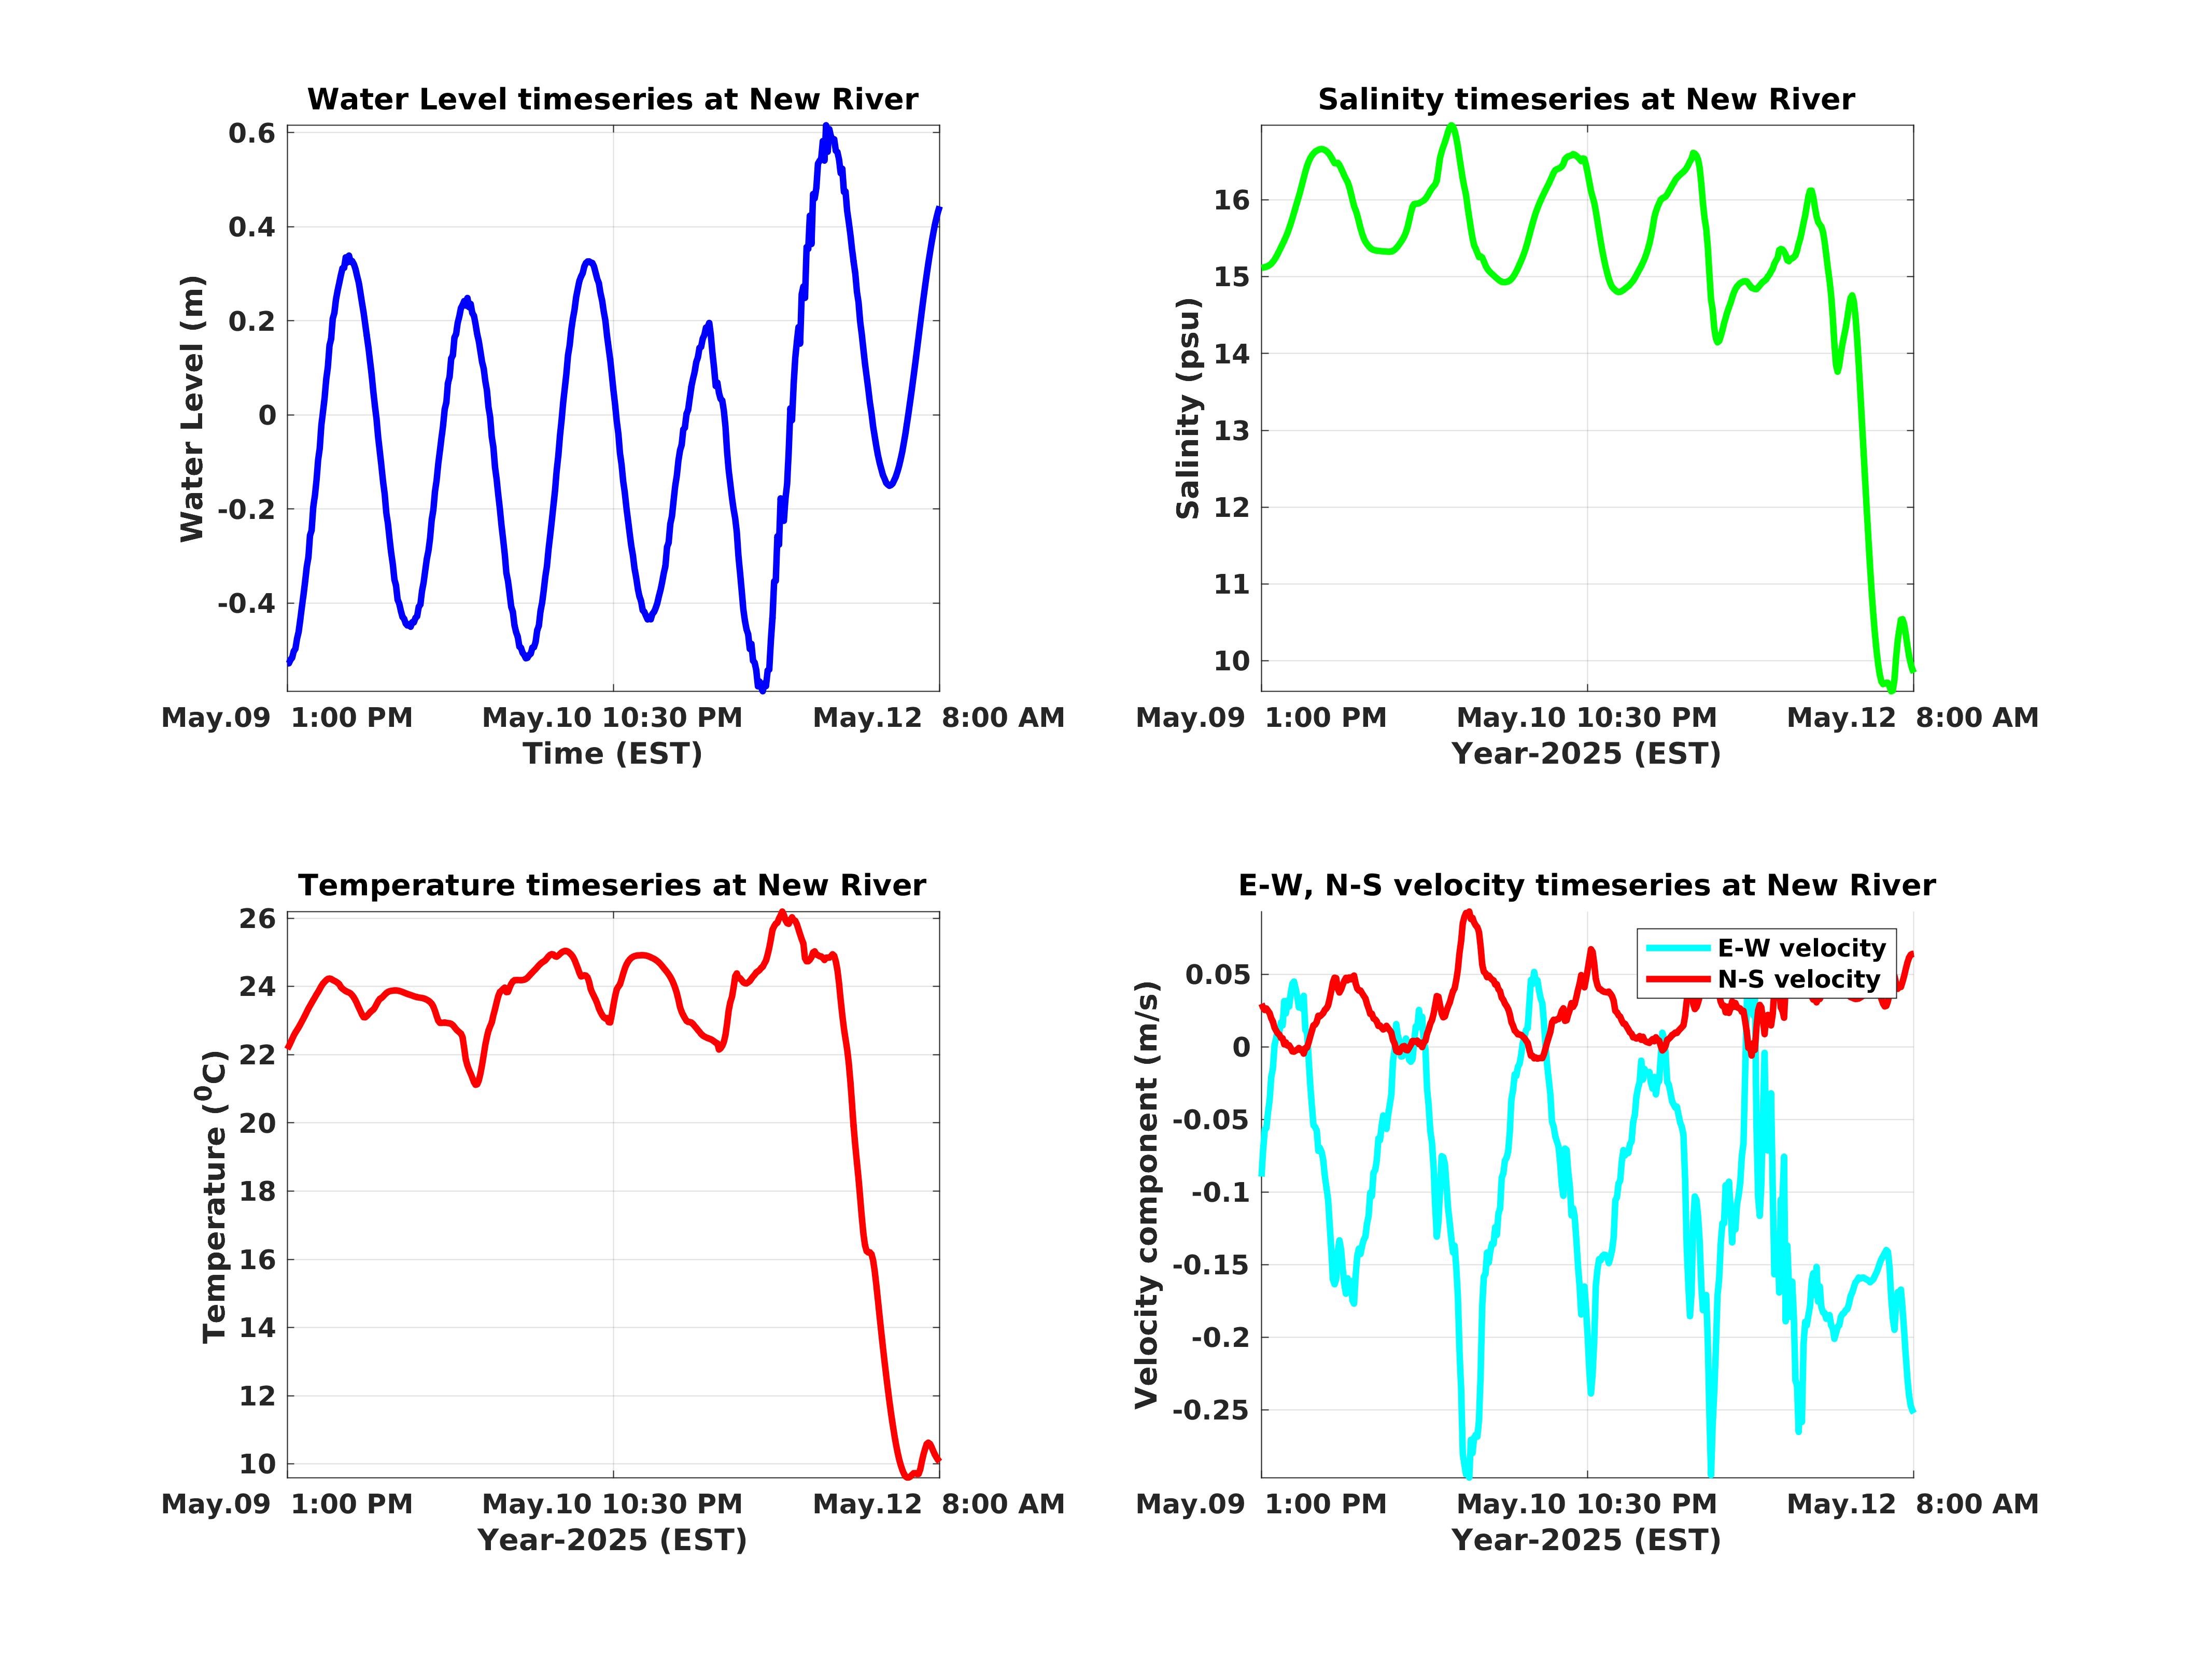 Water Level timeseries at New River
0.6
0.4
0.2
0
-0.2
-0.4
Water Level (m)
May.09  1:00 PM
May.10 10:30 PM
May.12  8:00 AM
Time (EST)
Salinity timeseries at New River
16
15
14
13
12
11
10
Salinity (psu)
May.09  1:00 PM
May.10 10:30 PM
May.12  8:00 AM
Year-2025 (EST)
Temperature timeseries at New River
26
24
22
20
18
16
14
12
10
Temperature (⁰C)
May.09  1:00 PM
May.10 10:30 PM
May.12  8:00 AM
Year-2025 (EST)
E-W, N-S velocity timeseries at New River
E-W velocity
N-S velocity
0.05
0
-0.05
-0.1
-0.15
-0.2
-0.25
Velocity component (m/s)
May.09  1:00 PM
May.10 10:30 PM
May.12  8:00 AM
Year-2025 (EST)